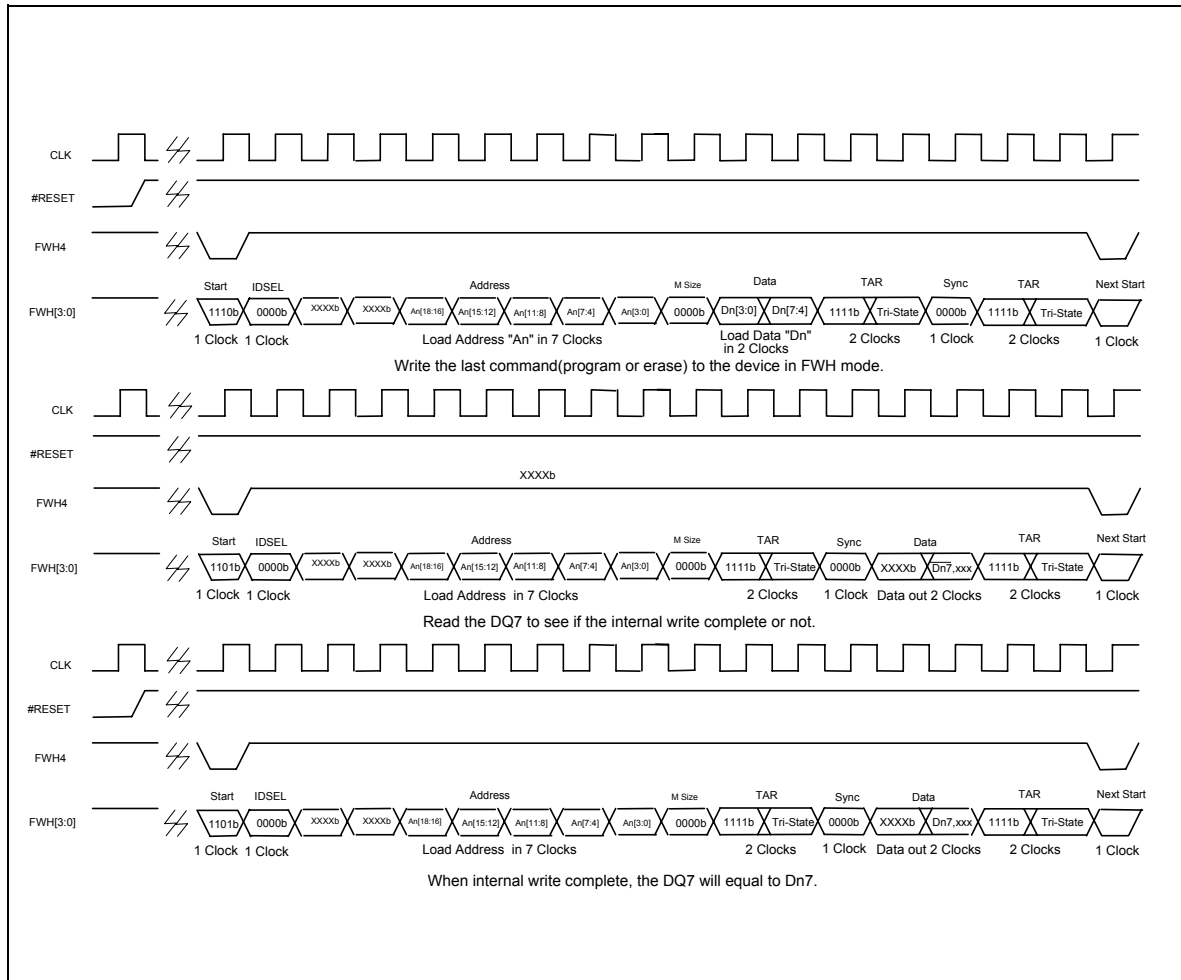 CLK
#RESET
FWH4
Start IDSEL Address M Size Data TAR Sync TAR Next Start
FWH[3:0] 1110b 0000b XXXXb XXXXb An[18:16] An[15:12] An[11:8] An[7:4] An[3:0] 0000b Dn[3:0] Dn[7:4] 1111b Tri-State 0000b 1111b Tri-State
1 Clock 1 Clock Load Address "An" in 7 Clocks Load Data "Dn" 2 Clocks 1 Clock 2 Clocks 1 Clock
in 2 Clocks
Write the last command(program or erase) to the device in FWH mode.
CLK
#RESET
XXXXb
FWH4
Start IDSEL Address M Size TAR Sync Data TAR Next Start
FWH[3:0] 1101b 0000b XXXXb XXXXb An[18:16] An[15:12] An[11:8] An[7:4] An[3:0] 0000b 1111b Tri-State 0000b XXXXb D̅n̅7̅,xxx 1111b Tri-State
1 Clock 1 Clock Load Address in 7 Clocks 2 Clocks 1 Clock Data out 2 Clocks 2 Clocks 1 Clock
Read the DQ7 to see if the internal write complete or not.
CLK
#RESET
FWH4
Start IDSEL Address M Size TAR Sync Data TAR Next Start
FWH[3:0] 1101b 0000b XXXXb XXXXb An[18:16] An[15:12] An[11:8] An[7:4] An[3:0] 0000b 1111b Tri-State 0000b XXXXb Dn7,xxx 1111b Tri-State
1 Clock 1 Clock Load Address in 7 Clocks 2 Clocks 1 Clock Data out 2 Clocks 2 Clocks 1 Clock
When internal write complete, the DQ7 will equal to Dn7.